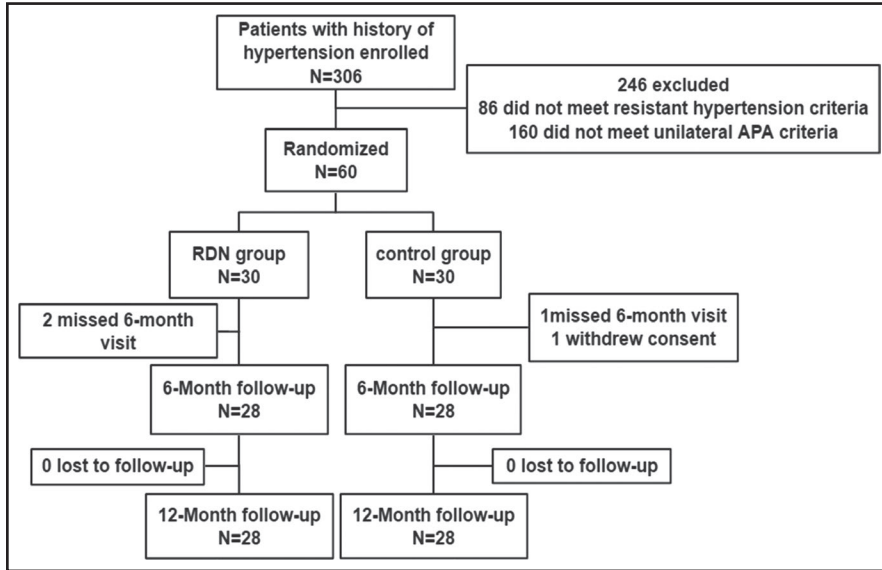 Patients with history of
hypertension enrolled
N=306
246 excluded
86 did not meet resistant hypertension criteria
160 did not meet unilateral APA criteria
Randomized
N=60
RDN group
N=30
control group
N=30
2 missed 6-month
visit
1missed 6-month visit
1 withdrew consent
6-Month follow-up
N=28
6-Month follow-up
N=28
0 lost to follow-up
0 lost to follow-up
12-Month follow-up
N=28
12-Month follow-up
N=28